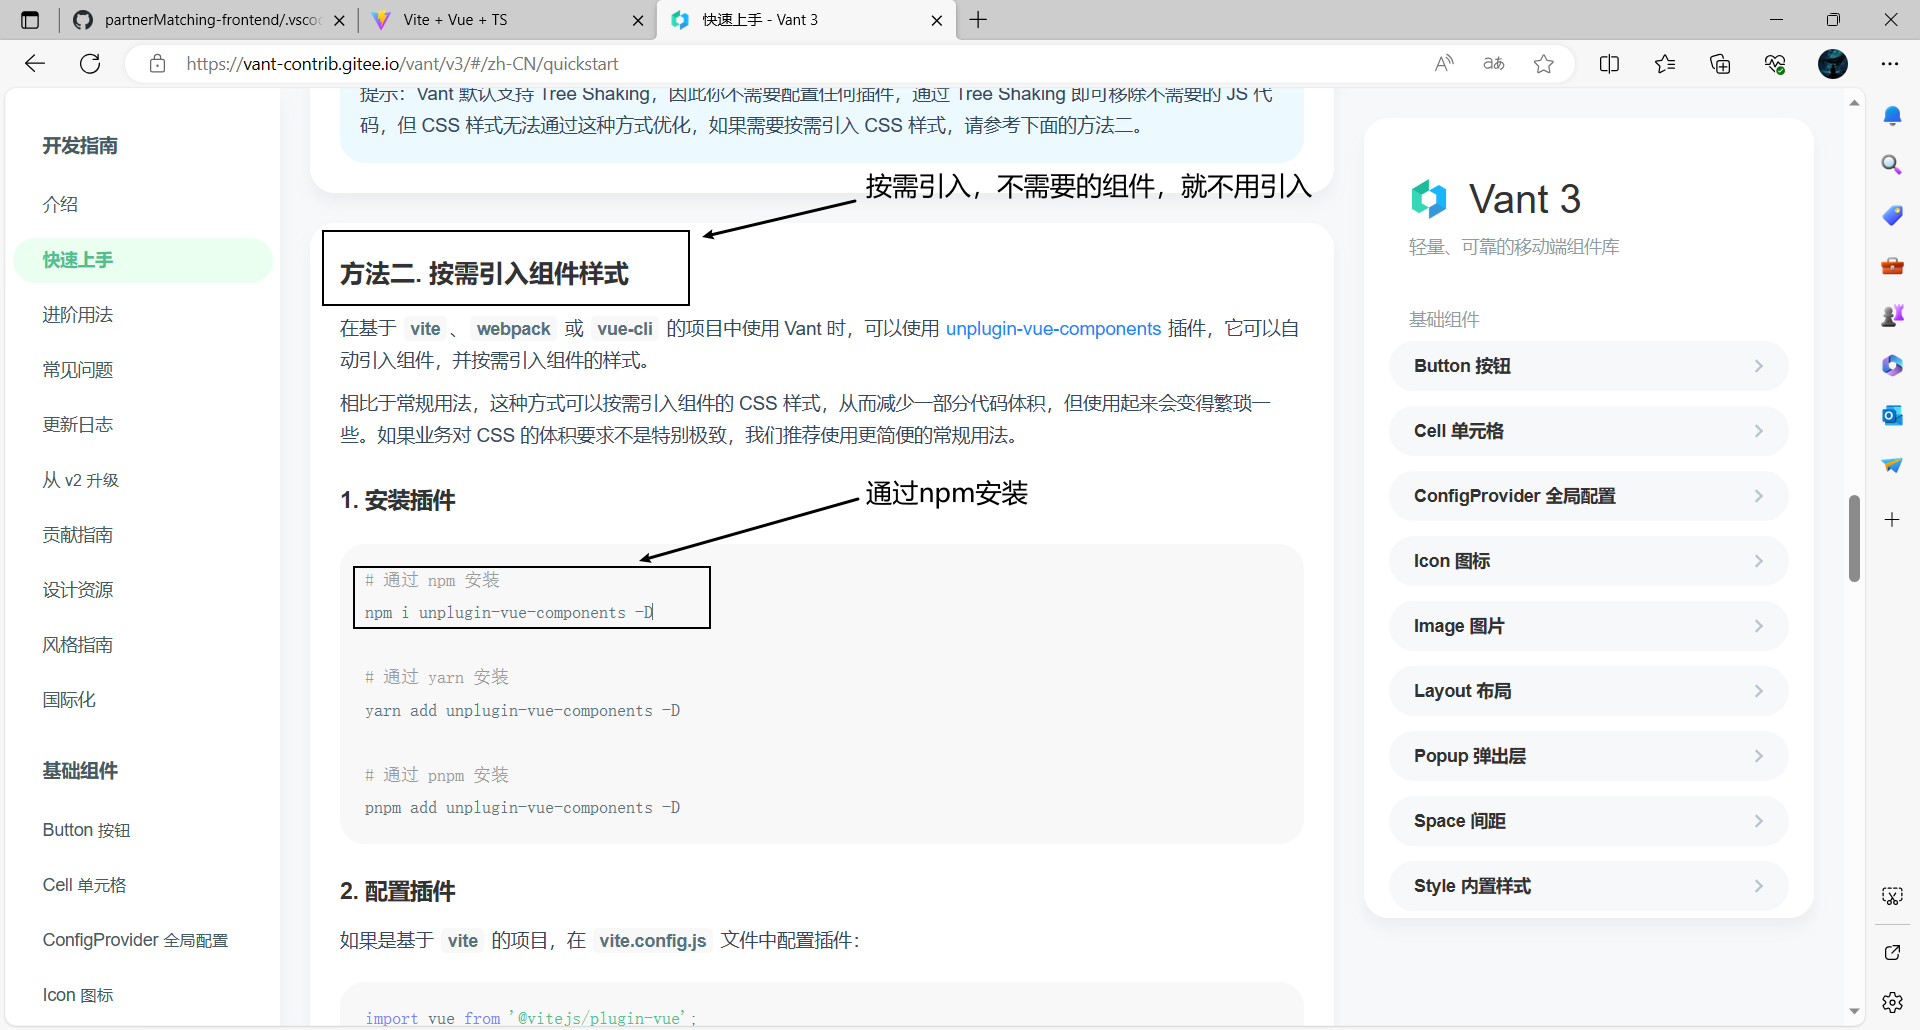 partnerMatching-frontend/.vscoc
Vite + Vue + TS
快速上手 - Vant 3
https://vant-contrib.gitee.io/vant/v3/#/zh-CN/quickstart
开发指南
介绍
快速上手
进阶用法
常见问题
更新日志
从 v2 升级
贡献指南
设计资源
风格指南
国际化
基础组件
Button 按钮
Cell 单元格
ConfigProvider 全局配置
Icon 图标
提示：Vant 默认支持 Tree Shaking，因此你不需要配置任何插件，通过 Tree Shaking 即可移除不需要的 JS 代
码，但 CSS 样式无法通过这种方式优化，如果需要按需引入 CSS 样式，请参考下面的方法二。
按需引入，不需要的组件，就不用引入
方法二. 按需引入组件样式
在基于 vite 、 webpack 或 vue-cli 的项目中使用 Vant 时，可以使用 unplugin-vue-components 插件，它可以自
动引入组件，并按需引入组件的样式。
相比于常规用法，这种方式可以按需引入组件的 CSS 样式，从而减少一部分代码体积，但使用起来会变得繁琐一
些。如果业务对 CSS 的体积要求不是特别极致，我们推荐使用更简便的常规用法。
1. 安装插件
通过npm安装
# 通过 npm 安装
npm i unplugin-vue-components -D
# 通过 yarn 安装
yarn add unplugin-vue-components -D
# 通过 pnpm 安装
pnpm add unplugin-vue-components -D
2. 配置插件
如果是基于 vite 的项目，在 vite.config.js 文件中配置插件：
import vue from '@vitejs/plugin-vue';
Vant 3
轻量、可靠的移动端组件库
基础组件
Button 按钮
Cell 单元格
ConfigProvider 全局配置
Icon 图标
Image 图片
Layout 布局
Popup 弹出层
Space 间距
Style 内置样式